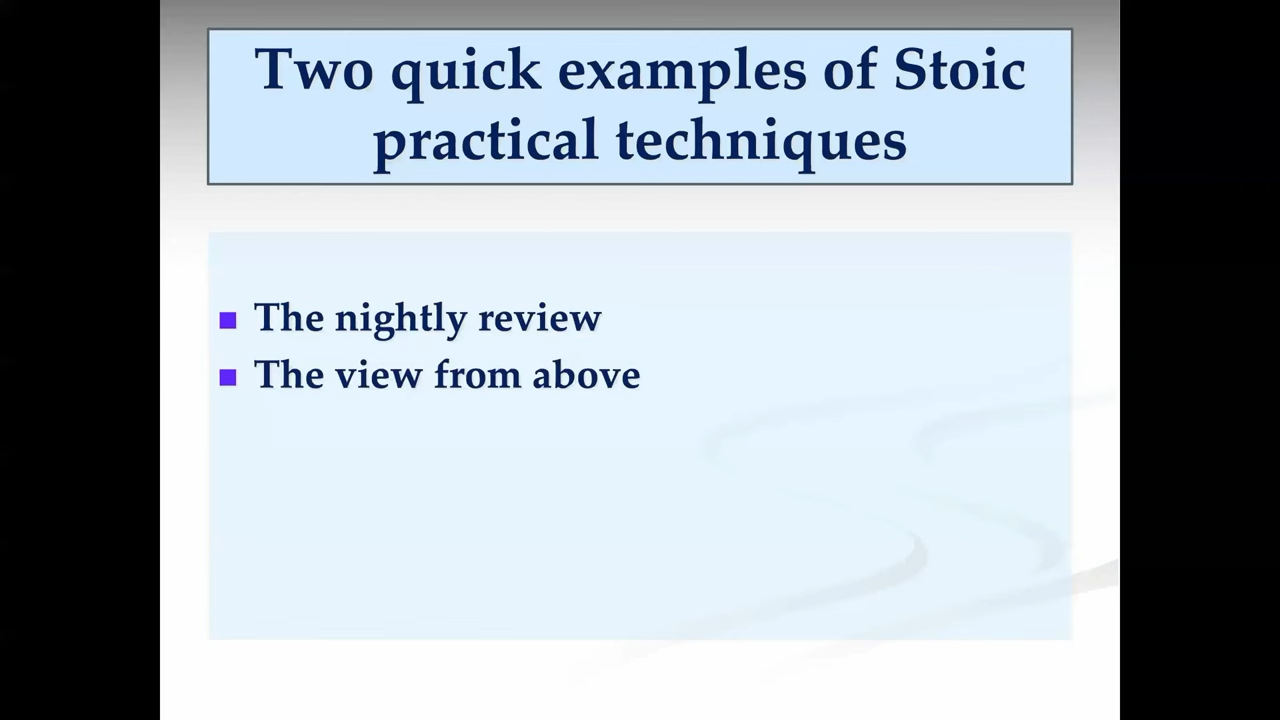 Two quick examples of Stoic
practical techniques
The nightly review
The view from above